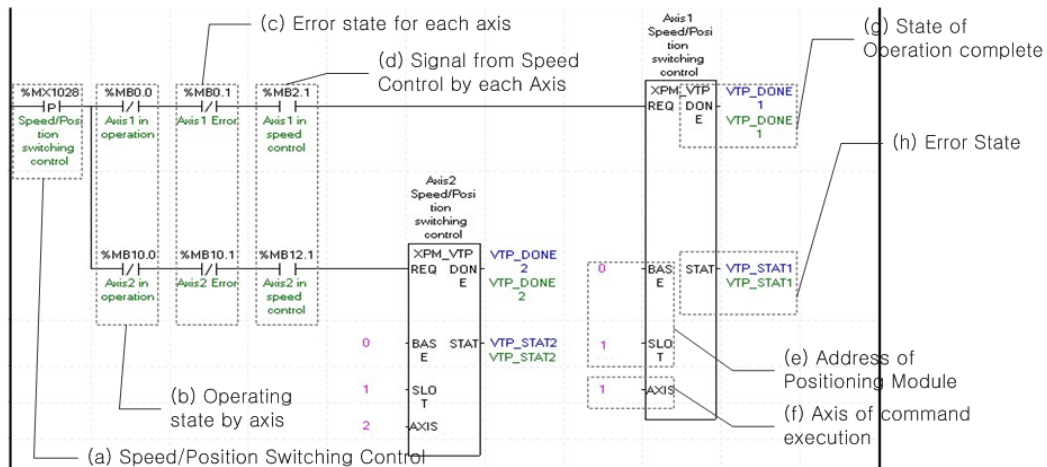 (c) Error state for each axis
(d) Signal from Speed
Control by each Axis
Axis1
Speed/Posi
tion
switching
control
(g) State of
Operation complete
%MX1028
P
Speed/Posi
tion
switching
control
%MB0.0
Axis1 in
operation
%MB0.1
Axis1 Error
%MB2.1
Axis1 in
speed
control
XPM_VTP
REQ DON
E
VTP_DONE
1
VTP_DONE
1
(h) Error State
Axis2
Speed/Posi
tion
switching
control
%MB10.0
Axis2 in
operation
%MB10.1
Axis2 Error
%MB12.1
Axis2 in
speed
control
XPM_VTP
REQ DON
E
VTP_DONE
2
VTP_DONE
2
0
BAS
E
STAT
VTP_STAT1
VTP_STAT1
0
BAS
E
STAT
VTP_STAT2
VTP_STAT2
1
SLO
T
(e) Address of
Positioning Module
1
SLO
T
1
AXIS
2
AXIS
(f) Axis of command
execution
(b) Operating
state by axis
(a) Speed/Position Switching Control